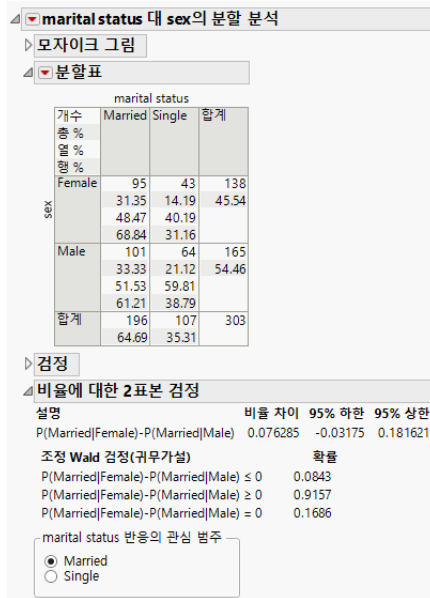 marital status 대 sex의 분할 분석
모자이크 그림
분할표
marital status
개수 Married Single 합계
총 %
열 %
행 %
sex
Female 95 43 138
31.35 14.19 45.54
48.47 40.19
68.84 31.16
Male 101 64 165
33.33 21.12 54.46
51.53 59.81
61.21 38.79
합계 196 107 303
64.69 35.31
검정
비율에 대한 2표본 검정
설명 비율 차이 95% 하한 95% 상한
P(Married|Female)-P(Married|Male) 0.076285 -0.03175 0.181621
조정 Wald 검정(귀무가설) 확률
P(Married|Female)-P(Married|Male) ≤ 0 0.0843
P(Married|Female)-P(Married|Male) ≥ 0 0.9157
P(Married|Female)-P(Married|Male) = 0 0.1686
marital status 반응의 관심 범주
Married
Single